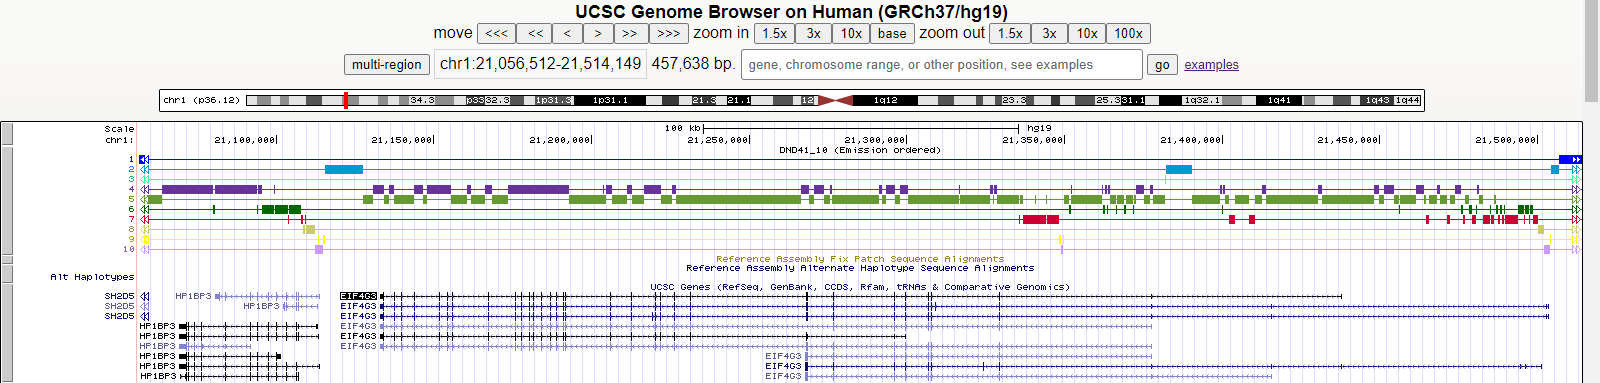 UCSC Genome Browser on Human (GRCh37/hg19)
move <<< << < > >> >>> zoom in 1.5x 3x 10x base zoom out 1.5x 3x 10x 100x
multi-region chr1:21,056,512-21,514,149 457,638 bp. gene, chromosome range, or other position, see examples go examples
chr1 (p36.12) 34.3 p33 32.3 1p31.3 1p31.1 21.3 21.1 12 1q12 23.3 25.3 31.1 1q32.1 1q41 1q43 1q44
Scale 100 kb hg19
chr1: 21,100,000 21,150,000 21,200,000 21,250,000 21,300,000 21,350,000 21,400,000 21,450,000 21,500,000
DND41_10 (Emission ordered)
1
2
3
4
5
6
7
8
9
10
Reference Assembly Fix Patch Sequence Alignments
Reference Assembly Alternate Haplotype Sequence Alignments
Alt Haplotypes
UCSC Genes (RefSeq, GenBank, CCDS, Rfam, tRNAs & Comparative Genomics)
SH2D5 HP1BP3 EIF4G3
SH2D5 HP1BP3 EIF4G3
SH2D5 EIF4G3
HP1BP3 EIF4G3
HP1BP3 EIF4G3
HP1BP3 EIF4G3
HP1BP3 EIF4G3
HP1BP3 EIF4G3
HP1BP3 EIF4G3